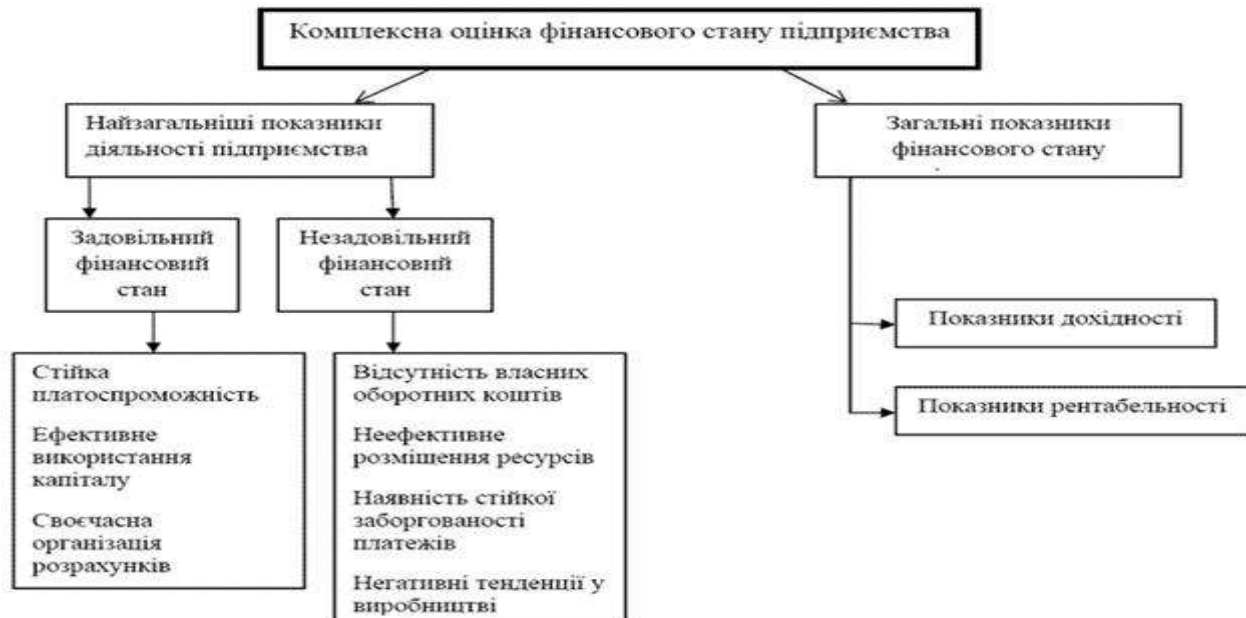 Комплексна оцінка фінансового стану підприємства
Найзагальніші показники
діяльності підприємства
Загальні показники
фінансового стану
Задовільний
фінансовий
стан
Незадовільний
фінансовий
стан
Показники дохідності
Показники рентабельності
Стійка
платоспроможність
Ефективне
використання
капіталу
Своєчасна
організація
розрахунків
Відсутність власних
оборотних коштів
Неефективне
розміщення ресурсів
Наявність стійкої
заборгованості
платежів
Негативні тенденції у
виробництві